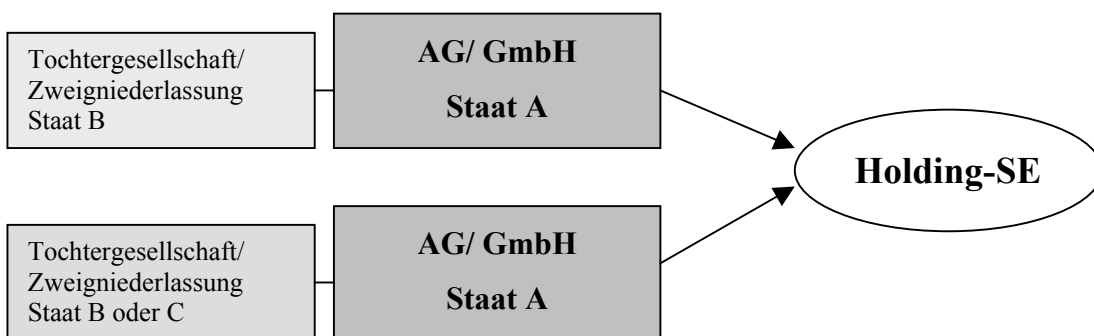 Tochtergesellschaft/
Zweigniederlassung
Staat B
AG/ GmbH
Staat A
Holding-SE
Tochtergesellschaft/
Zweigniederlassung
Staat B oder C
AG/ GmbH
Staat A